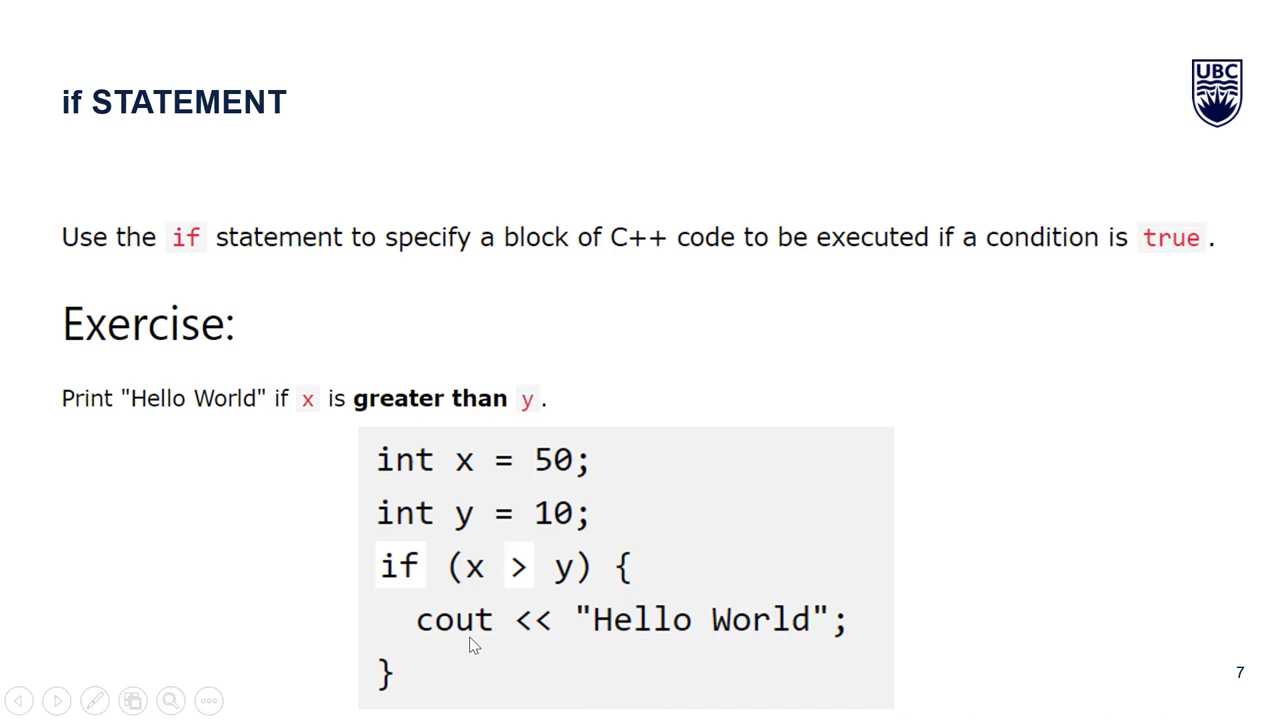 UBC
if STATEMENT
Use the if statement to specify a block of C++ code to be executed if a condition is true.
Exercise:
Print "Hello World" if x is greater than y.
int x = 50;
int y = 10;
if (x > y) {
  cout << "Hello World";
}
7